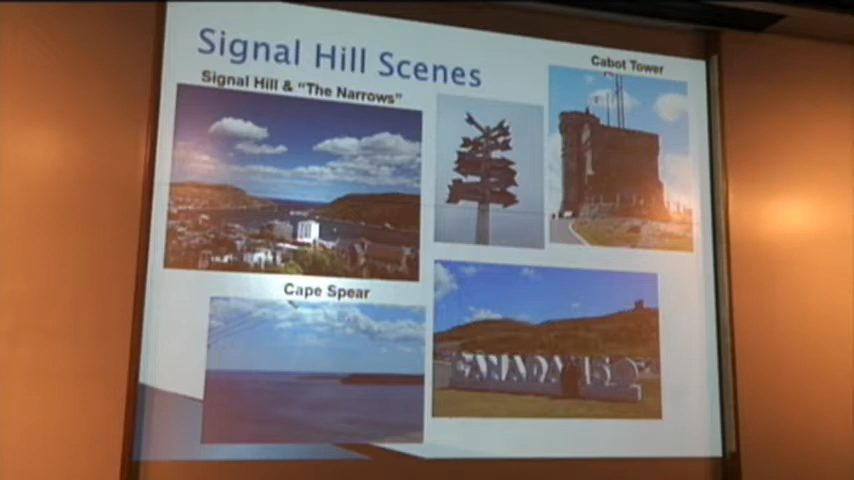 Signal Hill Scenes
Signal Hill & “The Narrows”
Cabot Tower
Cape Spear
CANADA 150